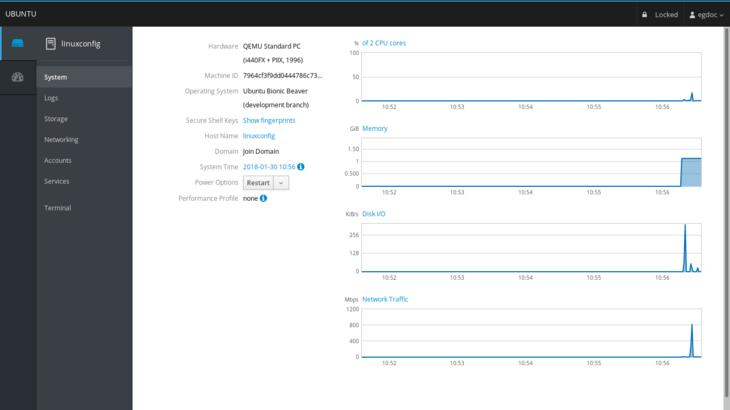 UBUNTU
Locked
egdoc
linuxconfig
System
Logs
Storage
Networking
Accounts
Services
Terminal
Hardware QEMU Standard PC
(i440FX + PIIX, 1996)
Machine ID 7964cf3f9dd0444786c73...
Operating System Ubuntu Bionic Beaver
(development branch)
Secure Shell Keys Show fingerprints
Host Name linuxconfig
Domain Join Domain
System Time 2018-01-30 10:56
Power Options Restart
Performance Profile none
% of 2 CPU cores
100
50
0
10:52 10:53 10:54 10:55 10:56
GiB Memory
1.50
1
0.500
0
10:52 10:53 10:54 10:55 10:56
KiB/s Disk I/O
256
128
0
10:52 10:53 10:54 10:55 10:56
Mbps Network Traffic
1200
800
400
0
10:52 10:53 10:54 10:55 10:56